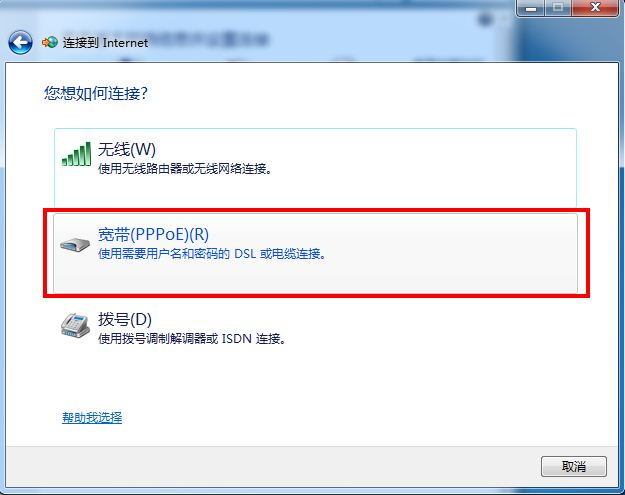 连接到 Internet
您想如何连接?
无线(W)
使用无线路由器或无线网络连接。
宽带(PPPoE)(R)
使用需要用户名和密码的 DSL 或电缆连接。
拨号(D)
使用拨号调制解调器或 ISDN 连接。
帮助我选择
取消